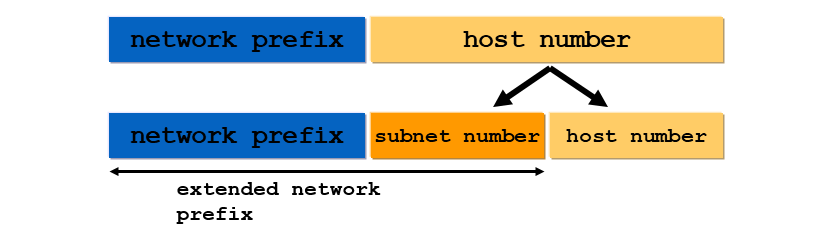 network prefix host number
network prefix subnet number host number
extended network
prefix